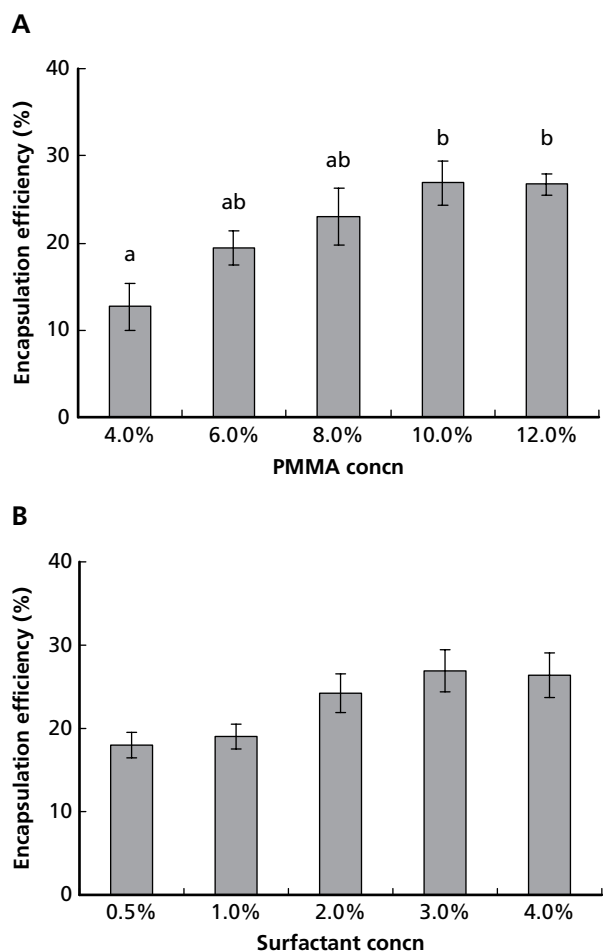 A
Encapsulation efficiency (%)
40
30
20
10
0
a
ab
ab
b
b
4.0% 6.0% 8.0% 10.0% 12.0%
PMMA concn
B
Encapsulation efficiency (%)
40
30
20
10
0
0.5% 1.0% 2.0% 3.0% 4.0%
Surfactant concn